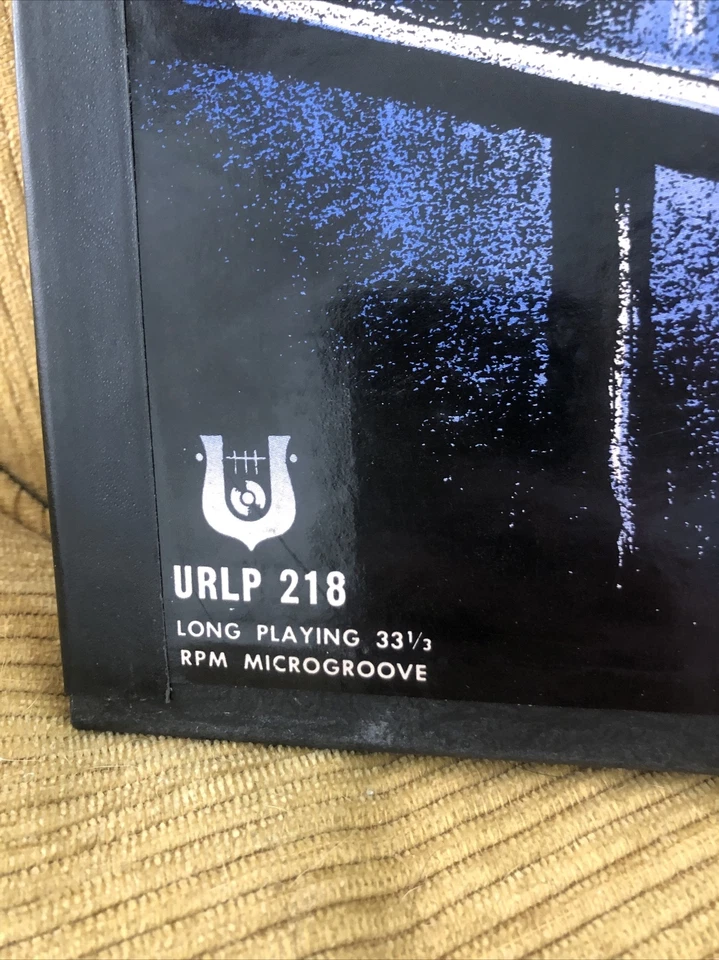 URLP 218
LONG PLAYING 33⅓
RPM MICROGROOVE